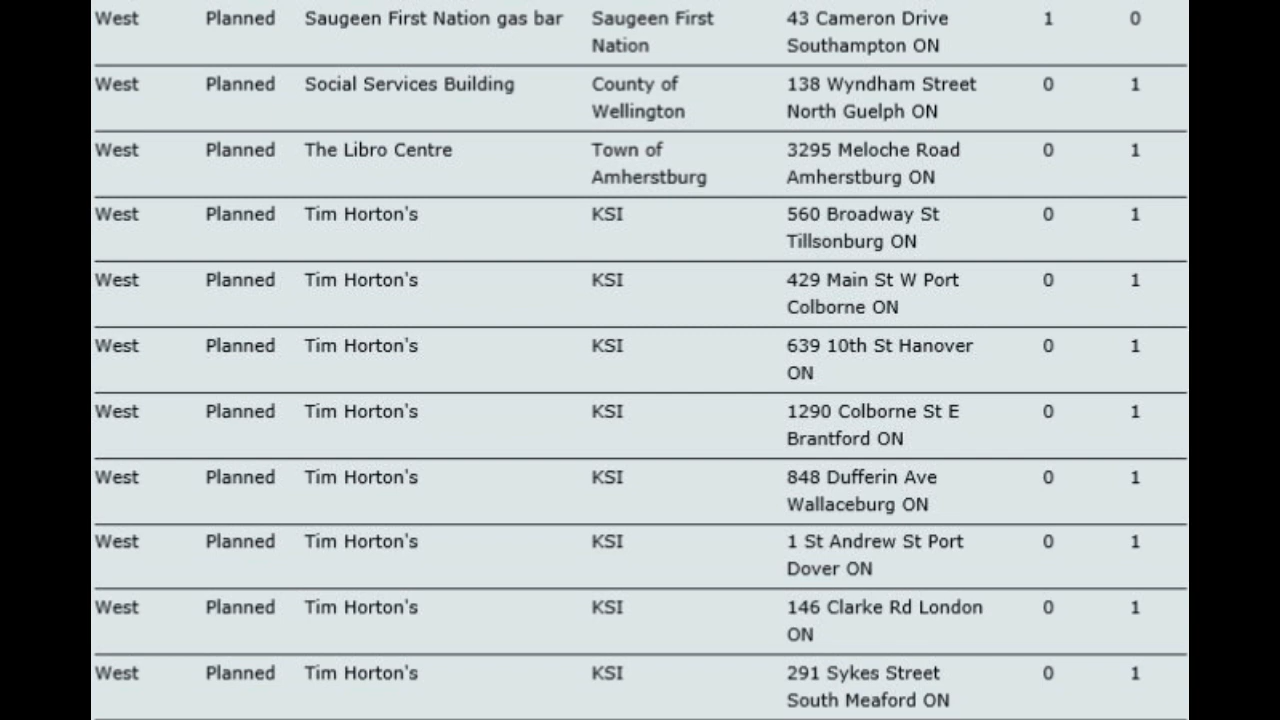 West Planned Saugeen First Nation gas bar Saugeen First 43 Cameron Drive 1 0
Nation Southampton ON
West Planned Social Services Building County of 138 Wyndham Street 0 1
Wellington North Guelph ON
West Planned The Libro Centre Town of 3295 Meloche Road 0 1
Amherstburg Amherstburg ON
West Planned Tim Horton's KSI 560 Broadway St 0 1
Tillsonburg ON
West Planned Tim Horton's KSI 429 Main St W Port 0 1
Colborne ON
West Planned Tim Horton's KSI 639 10th St Hanover 0 1
ON
West Planned Tim Horton's KSI 1290 Colborne St E 0 1
Brantford ON
West Planned Tim Horton's KSI 848 Dufferin Ave 0 1
Wallaceburg ON
West Planned Tim Horton's KSI 1 St Andrew St Port 0 1
Dover ON
West Planned Tim Horton's KSI 146 Clarke Rd London 0 1
ON
West Planned Tim Horton's KSI 291 Sykes Street 0 1
South Meaford ON